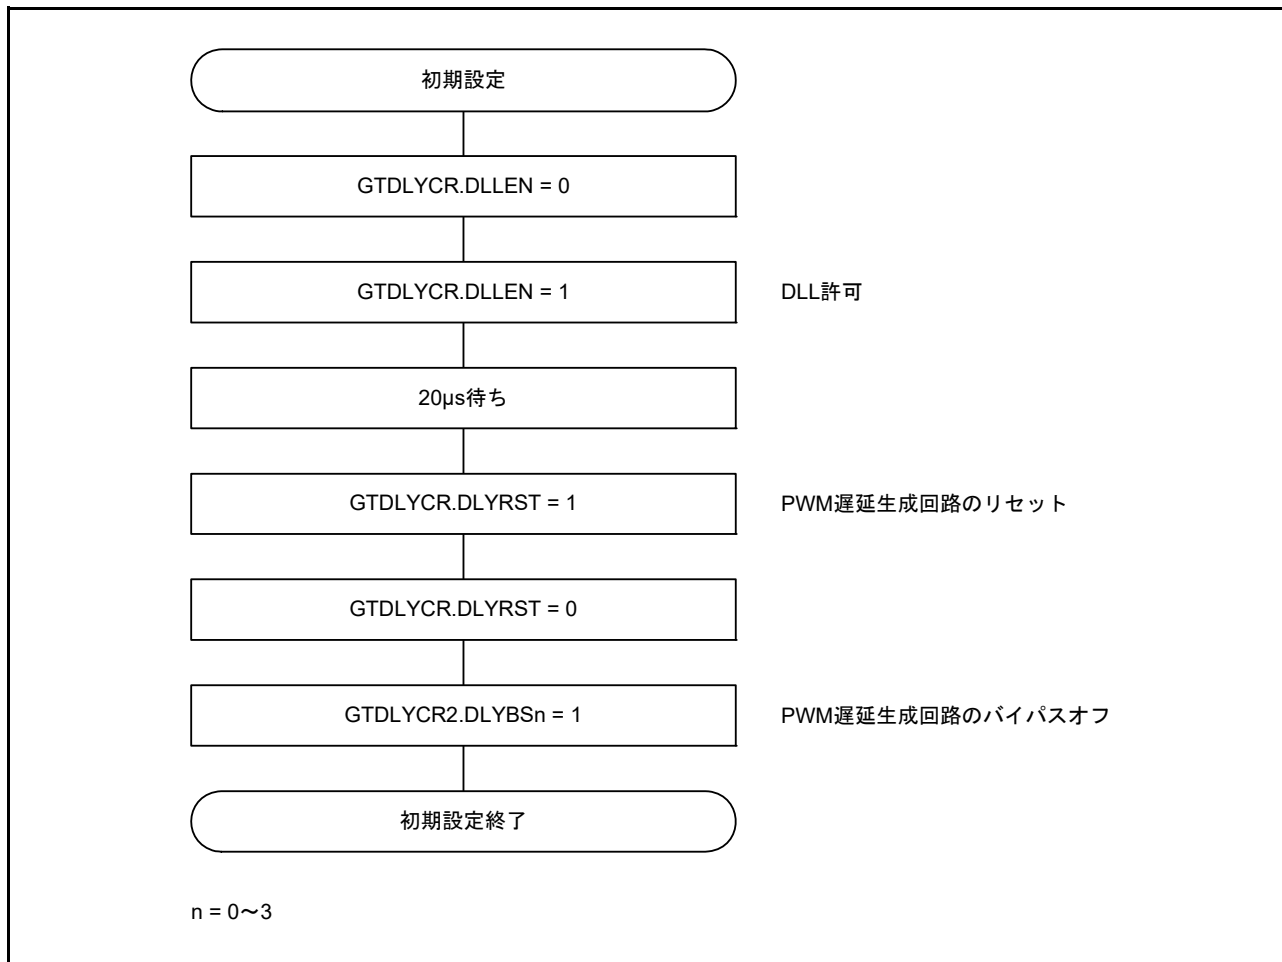 初期設定
GTDLYCR.DLLEN = 0
GTDLYCR.DLLEN = 1
DLL許可
20µs待ち
GTDLYCR.DLYRST = 1
PWM遅延生成回路のリセット
GTDLYCR.DLYRST = 0
GTDLYCR2.DLYBSn = 1
PWM遅延生成回路のバイパスオフ
初期設定終了
n = 0～3